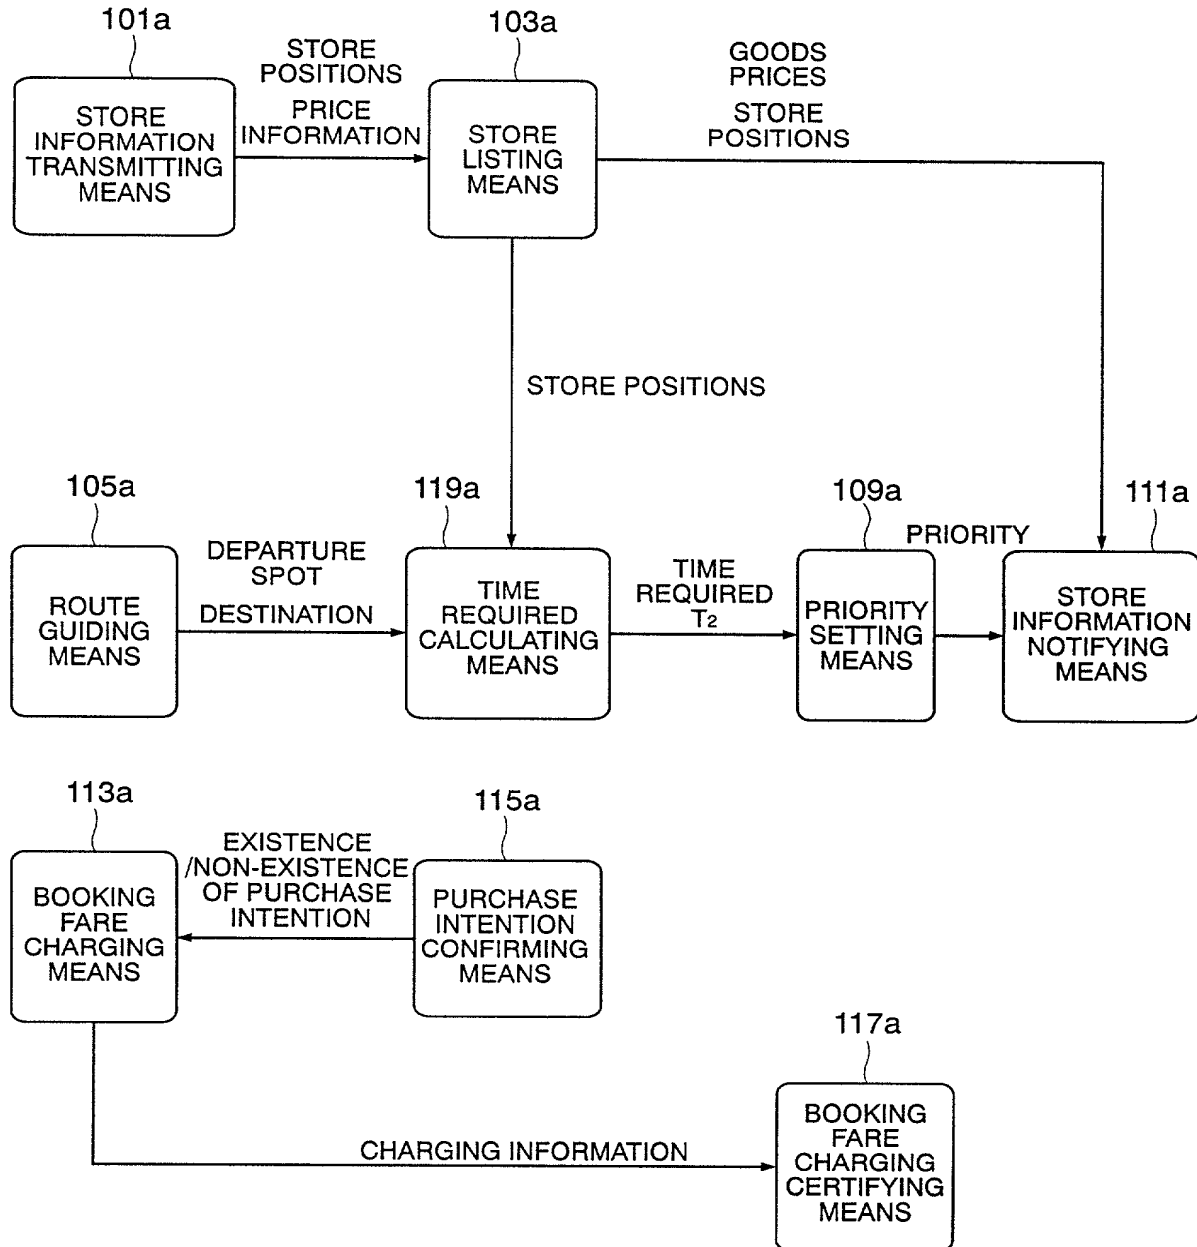 101a
103a
STORE
POSITIONS
PRICE
INFORMATION
GOODS
PRICES
STORE
POSITIONS
STORE
INFORMATION
TRANSMITTING
MEANS
STORE
LISTING
MEANS
STORE POSITIONS
105a
119a
109a
111a
DEPARTURE
SPOT
DESTINATION
TIME
REQUIRED
T2
PRIORITY
ROUTE
GUIDING
MEANS
TIME
REQUIRED
CALCULATING
MEANS
PRIORITY
SETTING
MEANS
STORE
INFORMATION
NOTIFYING
MEANS
113a
115a
EXISTENCE
/NON-EXISTENCE
OF PURCHASE
INTENTION
BOOKING
FARE
CHARGING
MEANS
PURCHASE
INTENTION
CONFIRMING
MEANS
117a
CHARGING INFORMATION
BOOKING
FARE
CHARGING
CERTIFYING
MEANS